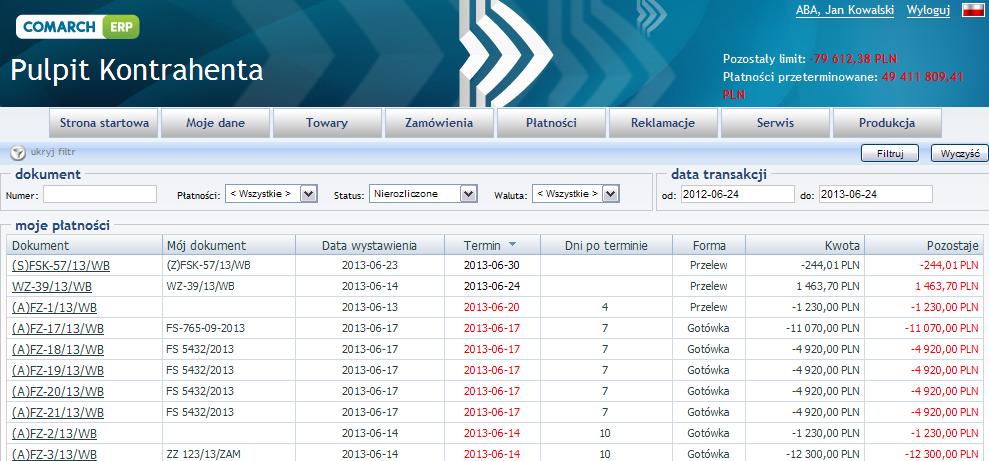 ABA, Jan Kowalski Wyloguj
COMARCH ERP
Pulpit Kontrahenta
Pozostały limit: -79 612,38 PLN
Płatności przeterminowane: 49 411 809,41
PLN
Strona startowa Moje dane Towary Zamówienia Płatności Reklamacje Serwis Produkcja
ukryj filtr Filtruj Wyczyść
dokument data transakcji
Numer: Płatności: < Wszystkie > Status: Nierozliczone Waluta: < Wszystkie > od: 2012-06-24 do: 2013-06-24
moje płatności
Dokument Mój dokument Data wystawienia Termin Dni po terminie Forma Kwota Pozostaje
(S)FSK-57/13/WB (Z)FSK-57/13/WB 2013-06-23 2013-06-30 Przelew -244,01 PLN -244,01 PLN
WZ-39/13/WB WZ-39/13/WB 2013-06-14 2013-06-24 Przelew 1 463,70 PLN 1 463,70 PLN
(A)FZ-1/13/WB 2013-06-13 2013-06-20 4 Przelew -1 230,00 PLN -1 230,00 PLN
(A)FZ-17/13/WB FS-765-09-2013 2013-06-17 2013-06-17 7 Gotówka -11 070,00 PLN -11 070,00 PLN
(A)FZ-18/13/WB FS 5432/2013 2013-06-17 2013-06-17 7 Gotówka -4 920,00 PLN -4 920,00 PLN
(A)FZ-19/13/WB FS 5432/2013 2013-06-17 2013-06-17 7 Gotówka -4 920,00 PLN -4 920,00 PLN
(A)FZ-20/13/WB FS 5432/2013 2013-06-17 2013-06-17 7 Gotówka -4 920,00 PLN -4 920,00 PLN
(A)FZ-21/13/WB FS 5432/2013 2013-06-17 2013-06-17 7 Gotówka -4 920,00 PLN -4 920,00 PLN
(A)FZ-2/13/WB 2013-06-14 2013-06-14 10 Gotówka -1 230,00 PLN -1 230,00 PLN
(A)FZ-3/13/WB ZZ 123/13/ZAM 2013-06-14 2013-06-14 10 Gotówka -12 300,00 PLN -12 300,00 PLN